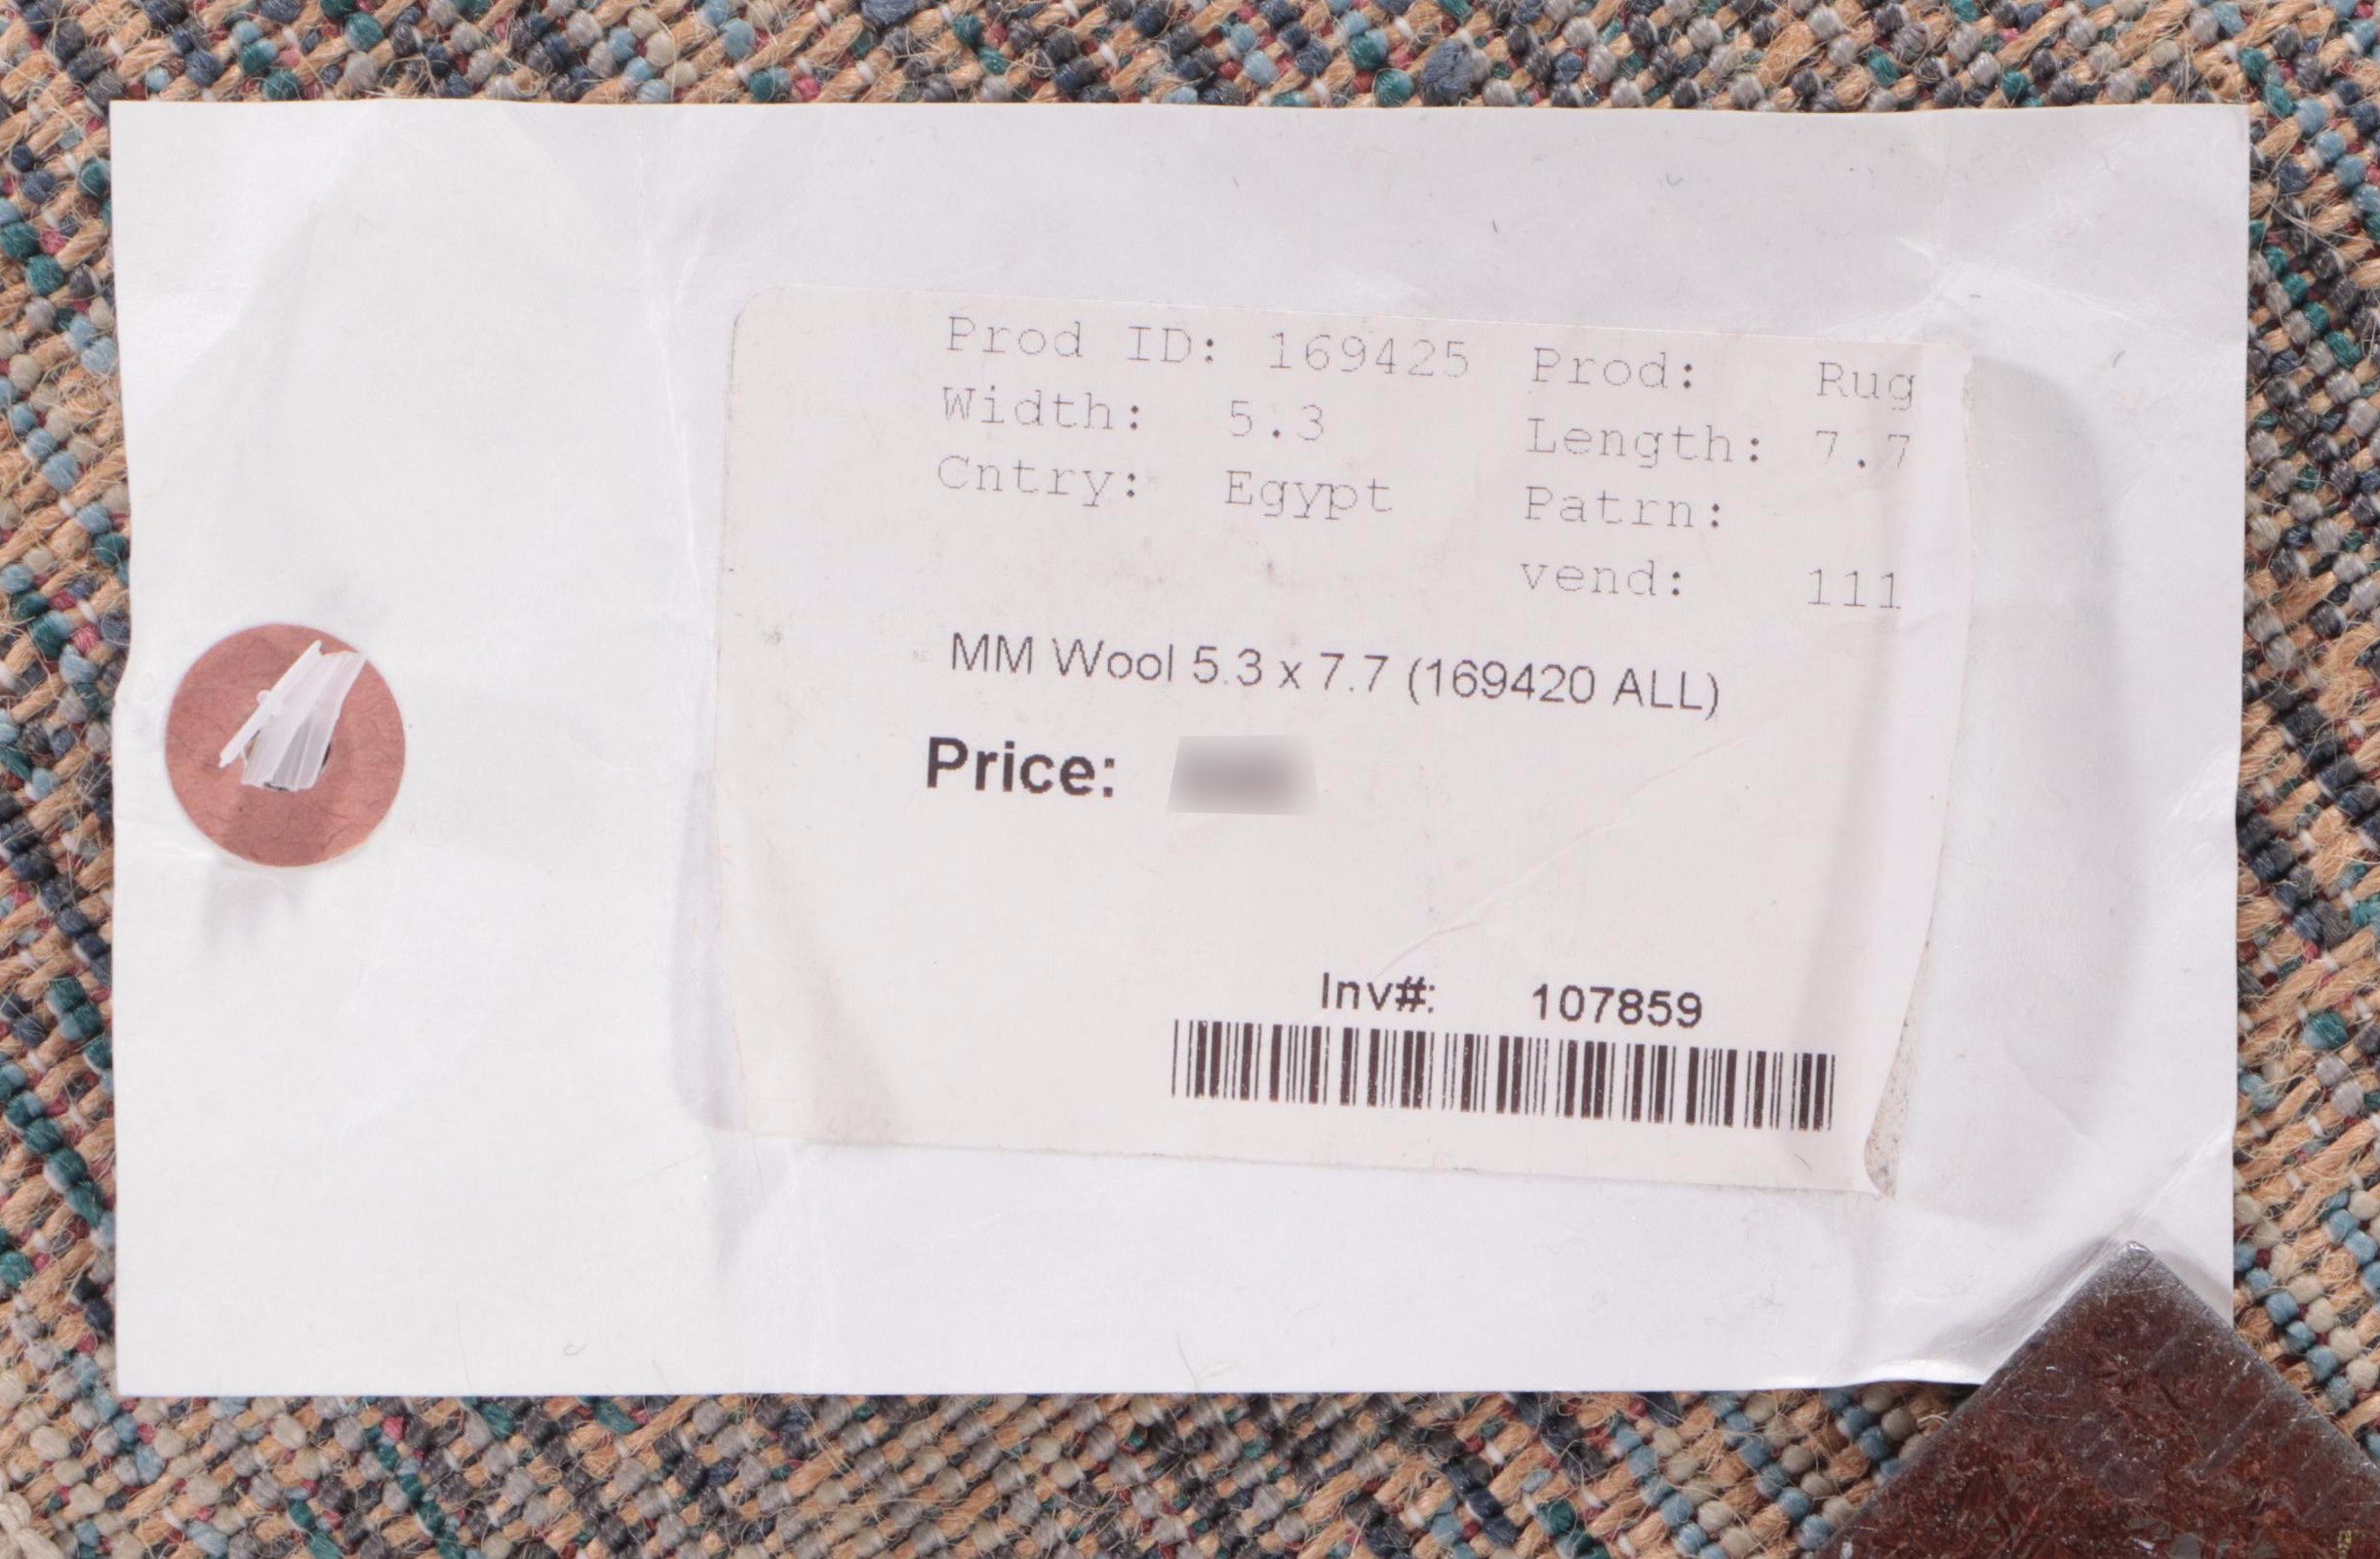 Prod ID: 169425 Prod: Rug
Width: 5.3 Length: 7.7
Cntry: Egypt Patrn:
vend: 111
MM Wool 5.3 x 7.7 (169420 ALL)
Price:
Inv#: 107859